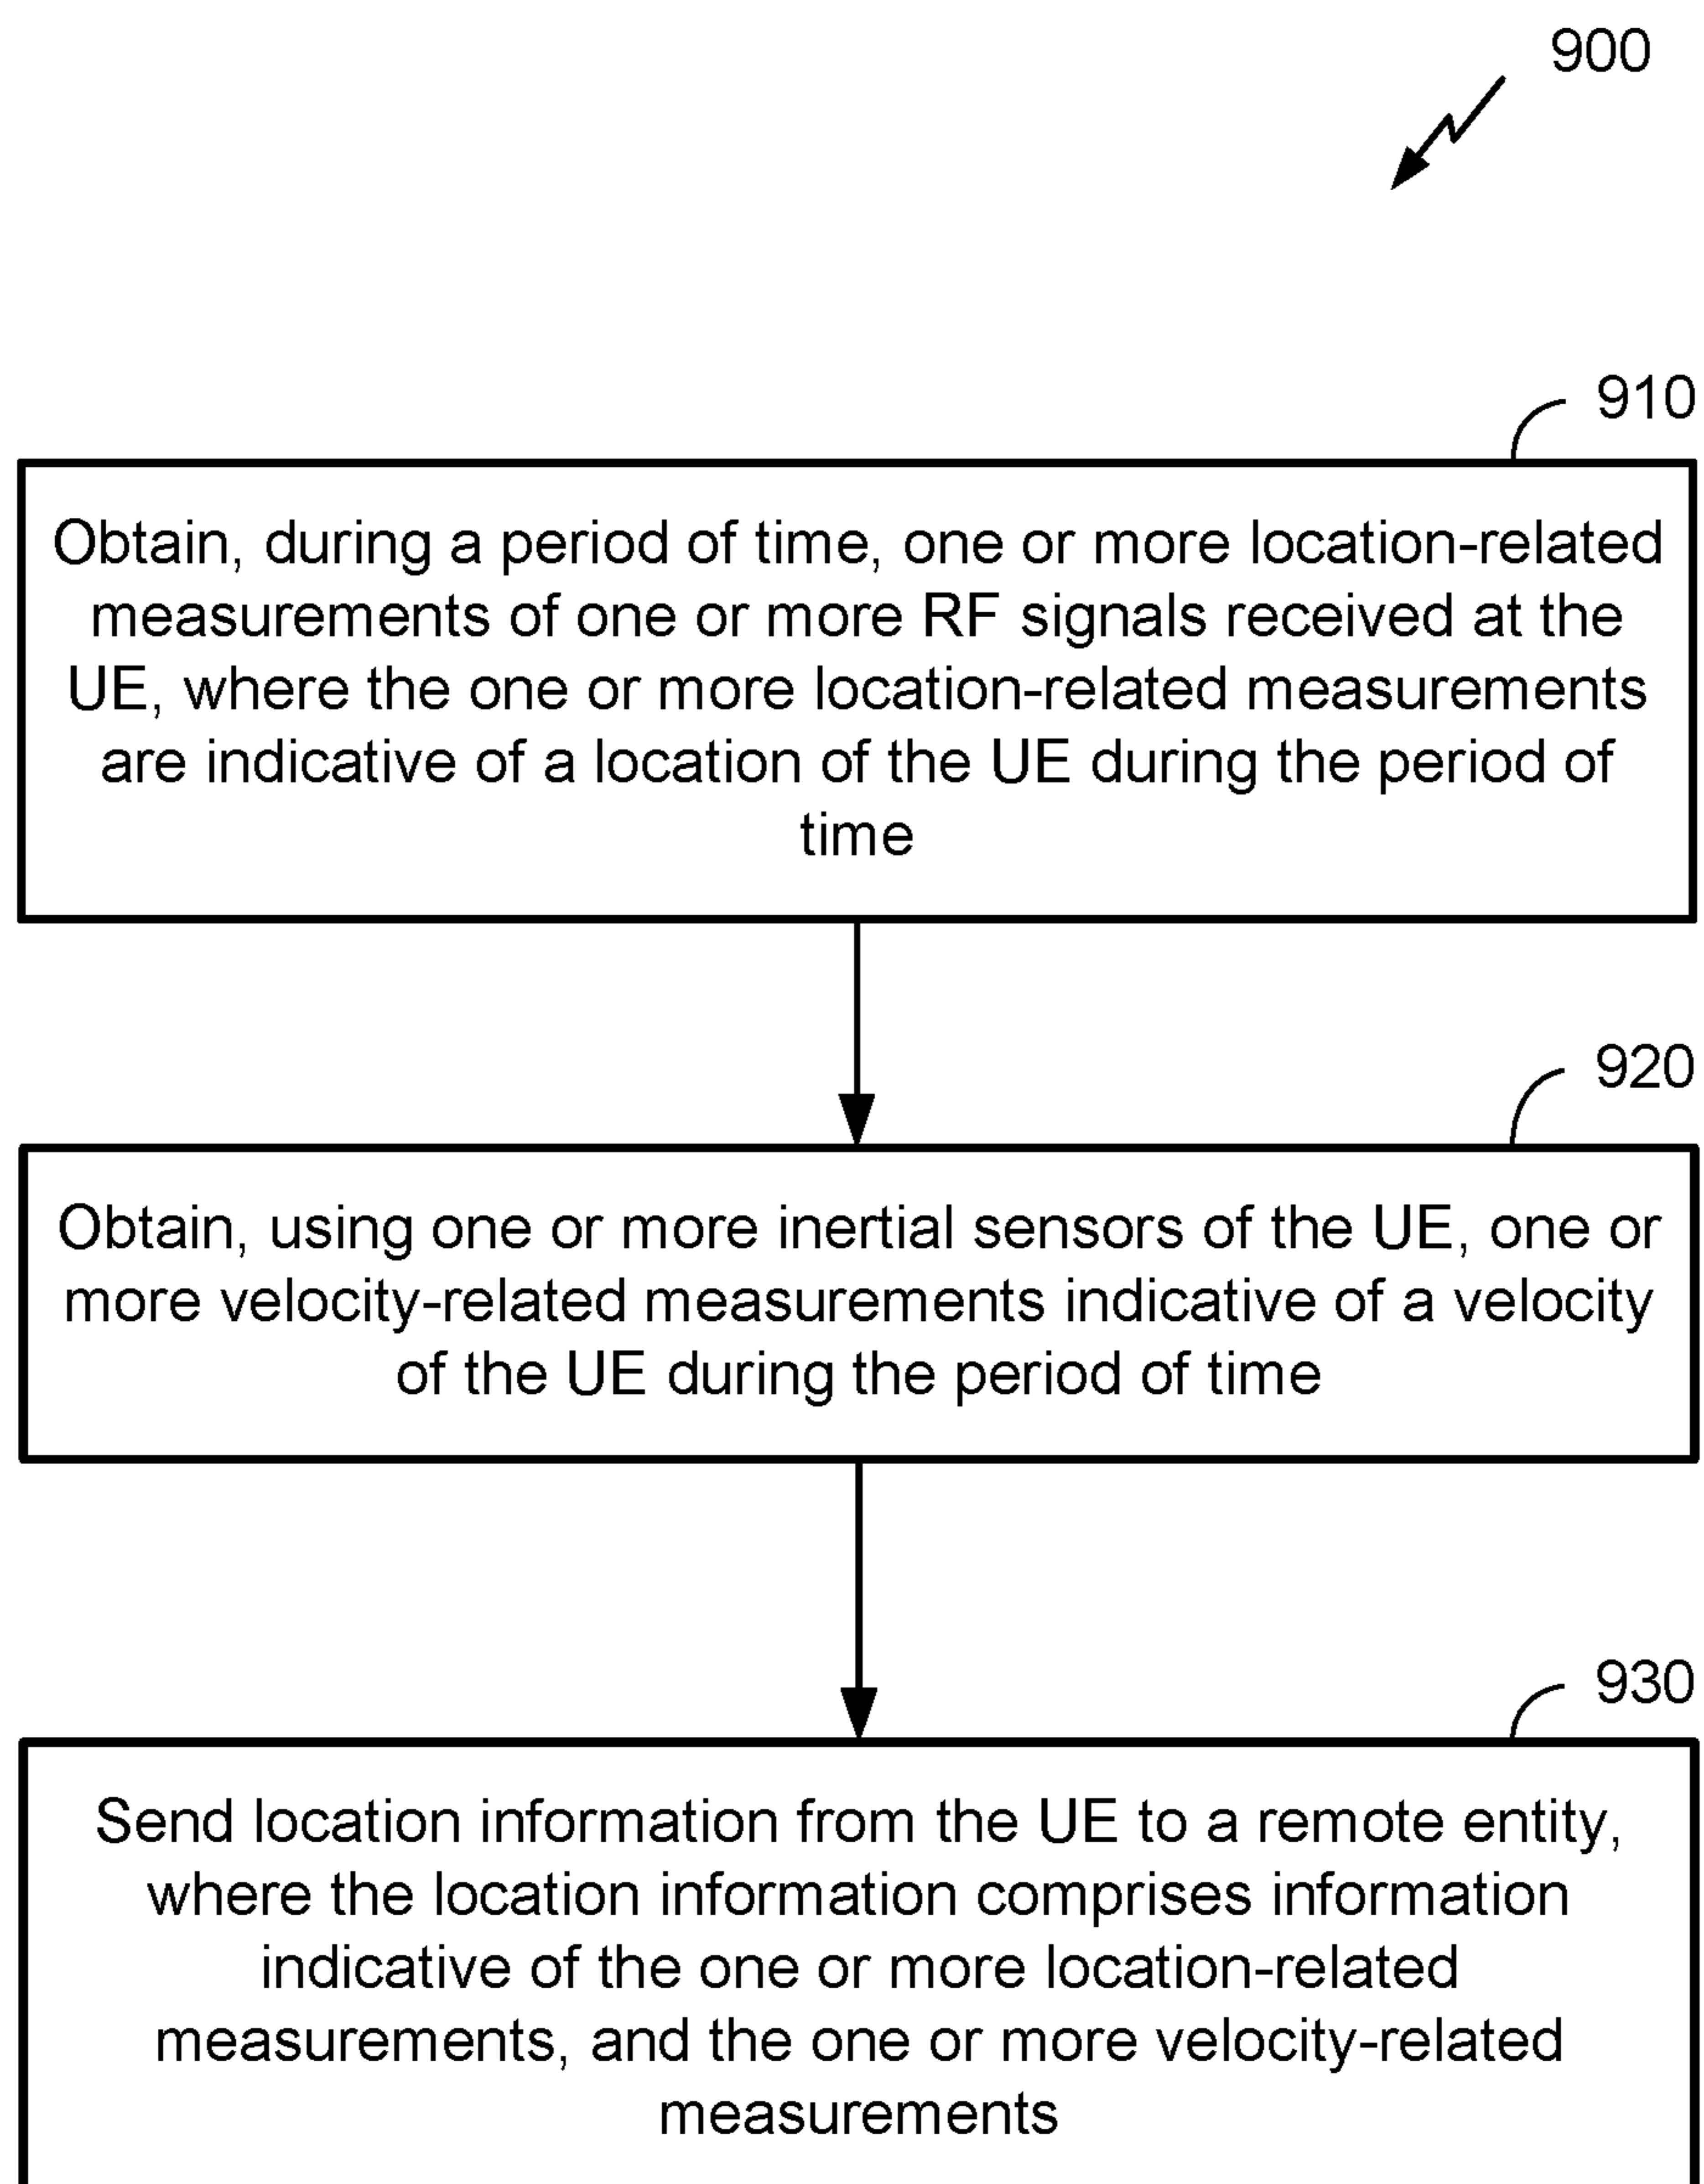 900
910
Obtain, during a period of time, one or more location-related
measurements of one or more RF signals received at the
UE, where the one or more location-related measurements
are indicative of a location of the UE during the period of
time
920
Obtain, using one or more inertial sensors of the UE, one or
more velocity-related measurements indicative of a velocity
of the UE during the period of time
930
Send location information from the UE to a remote entity,
where the location information comprises information
indicative of the one or more location-related
measurements, and the one or more velocity-related
measurements